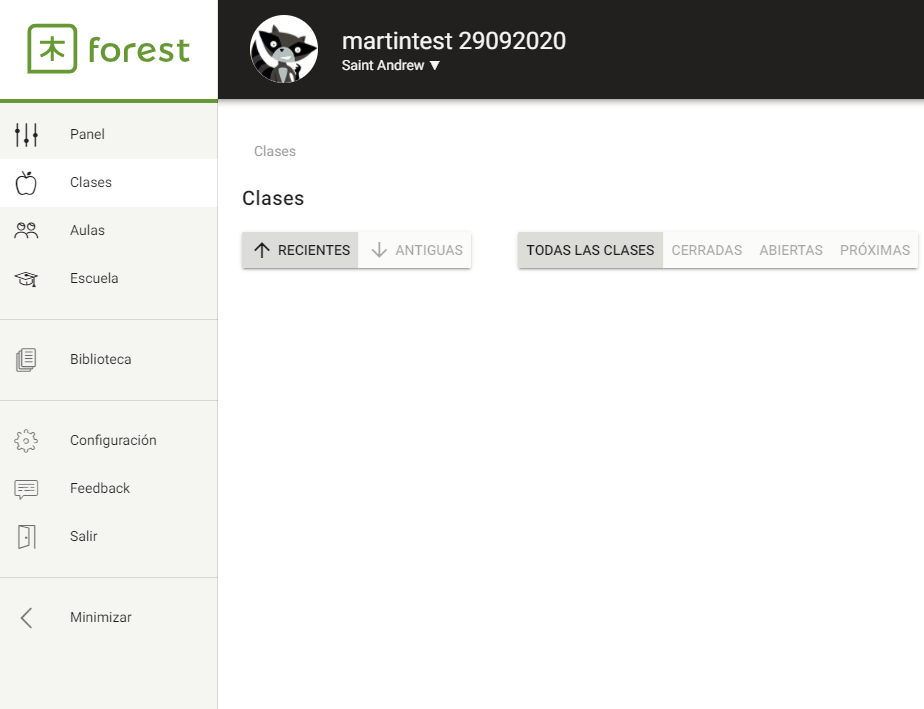 木 forest
martintest 29092020
Saint Andrew ▼
Panel
Clases
Aulas
Escuela
Biblioteca
Configuración
Feedback
Salir
Minimizar
Clases
Clases
RECIENTES ANTIGUAS
TODAS LAS CLASES CERRADAS ABIERTAS PRÓXIMAS